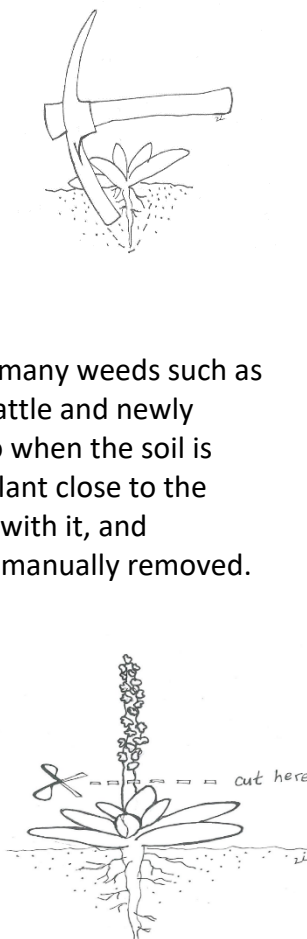 many weeds such as
attle and newly
when the soil is
lant close to the
with it, and
manually removed.
cut here